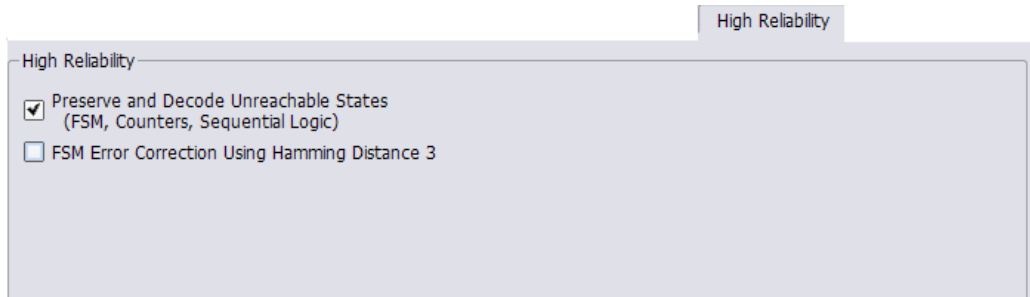 High Reliability
High Reliability
Preserve and Decode Unreachable States
(FSM, Counters, Sequential Logic)
FSM Error Correction Using Hamming Distance 3